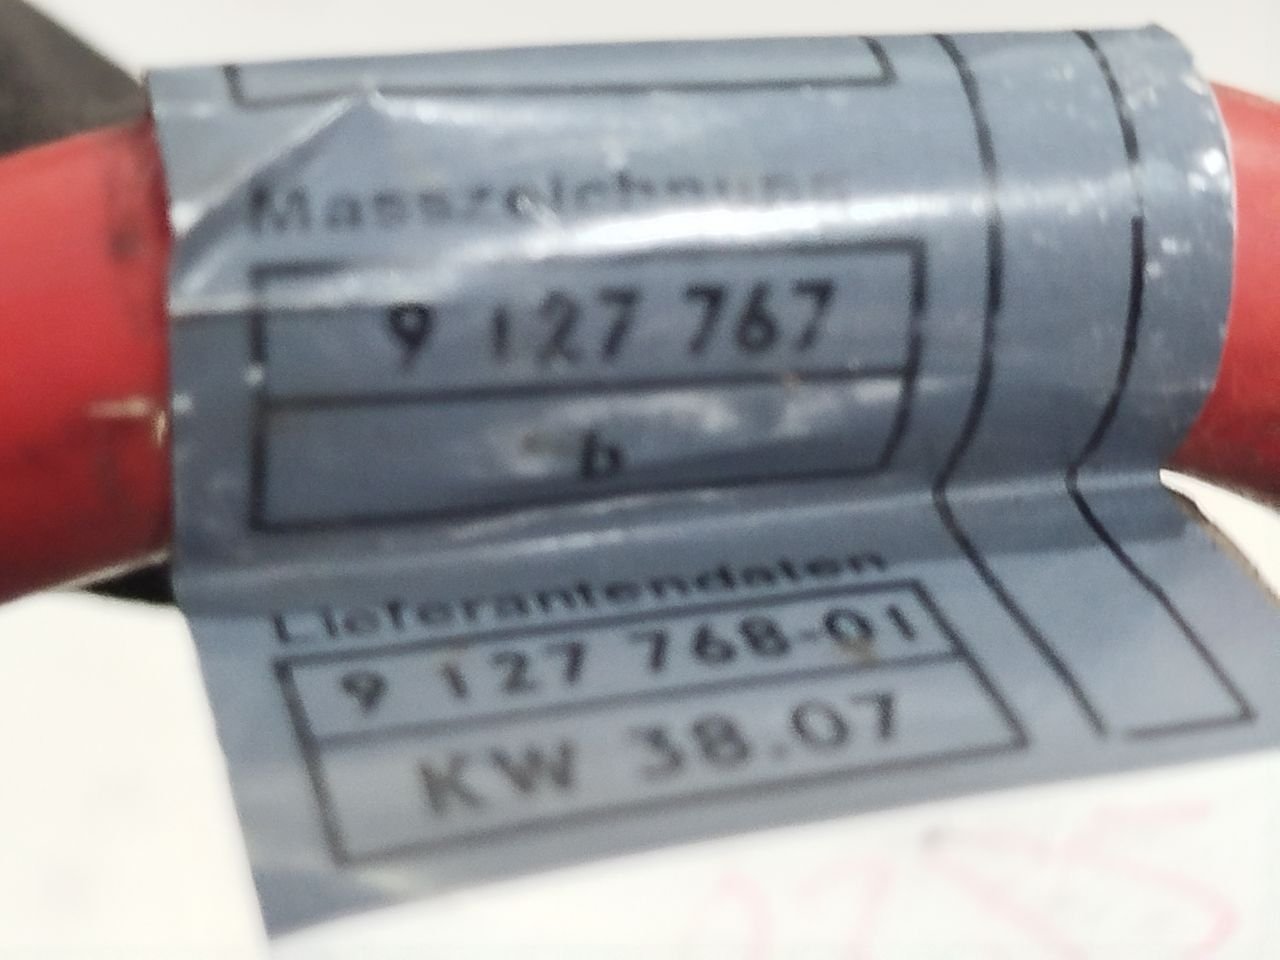 Masszeichnung
9 127 767
b
Lieferantendaten
9 127 768-01
KW 38.07